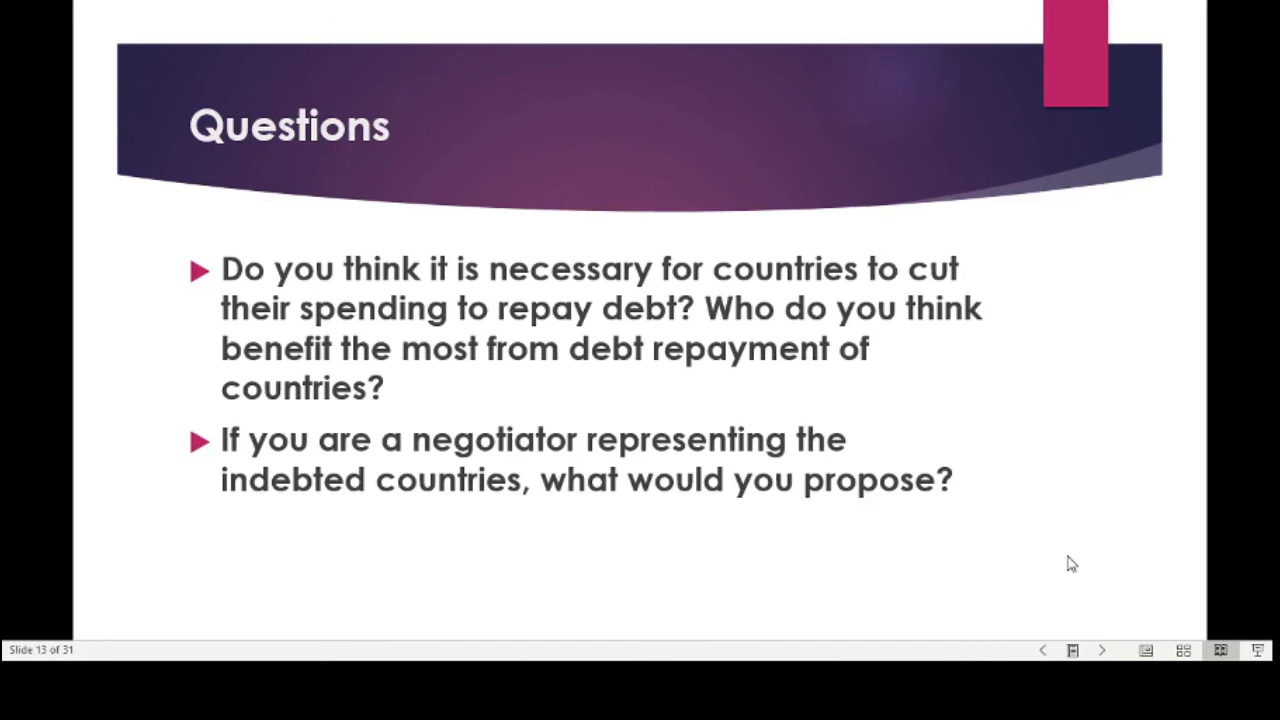 Questions
Do you think it is necessary for countries to cut
their spending to repay debt? Who do you think
benefit the most from debt repayment of
countries?
If you are a negotiator representing the
indebted countries, what would you propose?
Slide 13 of 31